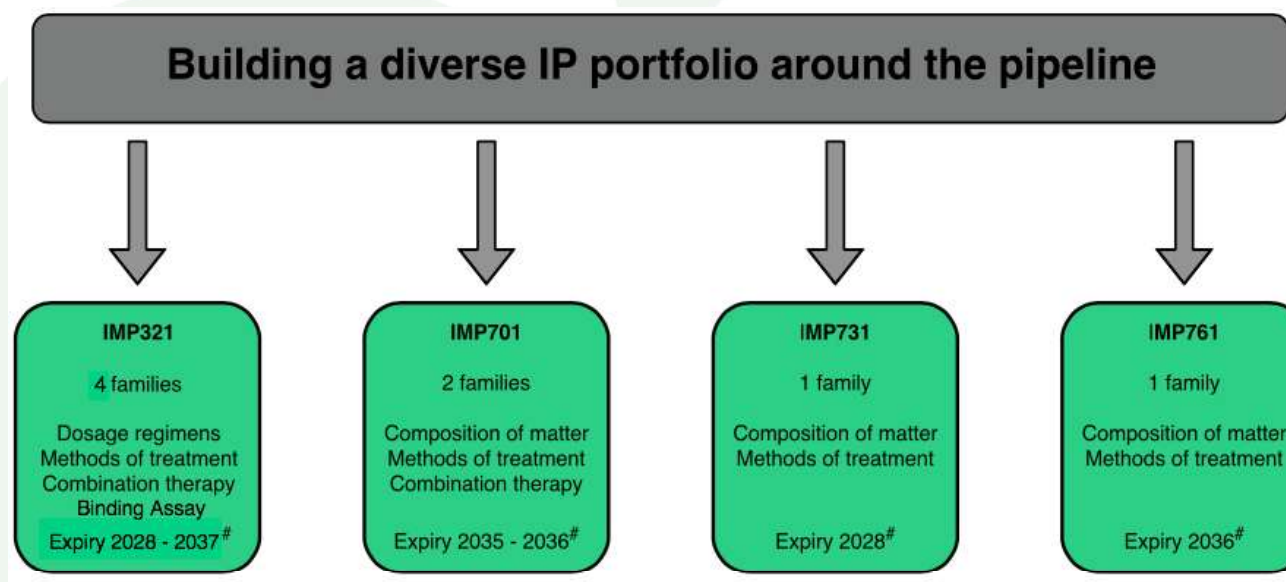 Building a diverse IP portfolio around the pipeline
IMP321
4 families
Dosage regimens
Methods of treatment
Combination therapy
Binding Assay
Expiry 2028 - 2037#
IMP701
2 families
Composition of matter
Methods of treatment
Combination therapy
Expiry 2035 - 2036#
IMP731
1 family
Composition of matter
Methods of treatment
Expiry 2028#
IMP761
1 family
Composition of matter
Methods of treatment
Expiry 2036#